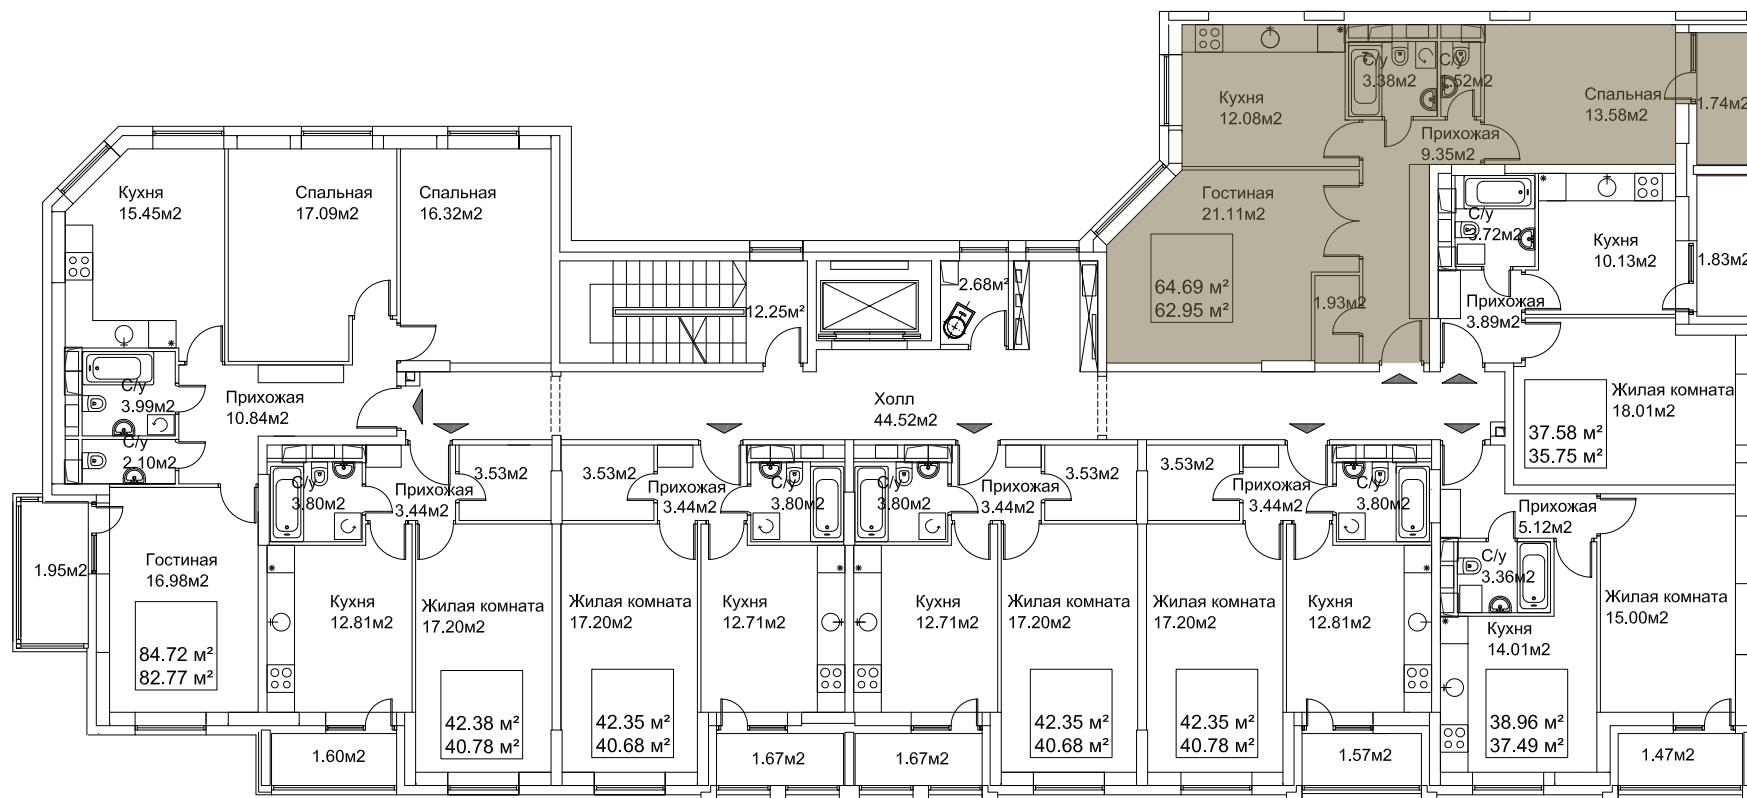 Кухня
12.08м2
С/у
3.38м2
С/у
.52м2
Спальная
13.58м2
1.74м2
Прихожая
9.35м2
Гостиная
21.11м2
64.69 м²
62.95 м²
1.93м2
Кухня
15.45м2
Спальная
17.09м2
Спальная
16.32м2
12.25м²
2.68м²
С/у
3.72м2
Кухня
10.13м2
1.83м2
Прихожая
3.89м2
С/у
3.99м2
Прихожая
10.84м2
С/у
2.10м2
Холл
44.52м2
Жилая комната
18.01м2
37.58 м²
35.75 м²
С/у
3.80м2
Прихожая
3.44м2
3.53м2
3.53м2
Прихожая
3.44м2
С/у
3.80м2
С/у
3.80м2
Прихожая
3.44м2
3.53м2
3.53м2
Прихожая
3.44м2
С/у
3.80м2
Прихожая
5.12м2
С/у
3.36м2
1.95м2
Гостиная
16.98м2
84.72 м²
82.77 м²
Кухня
12.81м2
Жилая комната
17.20м2
Жилая комната
17.20м2
Кухня
12.71м2
Кухня
12.71м2
Жилая комната
17.20м2
Жилая комната
17.20м2
Кухня
12.81м2
Кухня
14.01м2
Жилая комната
15.00м2
42.38 м²
40.78 м²
42.35 м²
40.68 м²
42.35 м²
40.68 м²
42.35 м²
40.78 м²
38.96 м²
37.49 м²
1.60м2
1.67м2
1.67м2
1.57м2
1.47м2